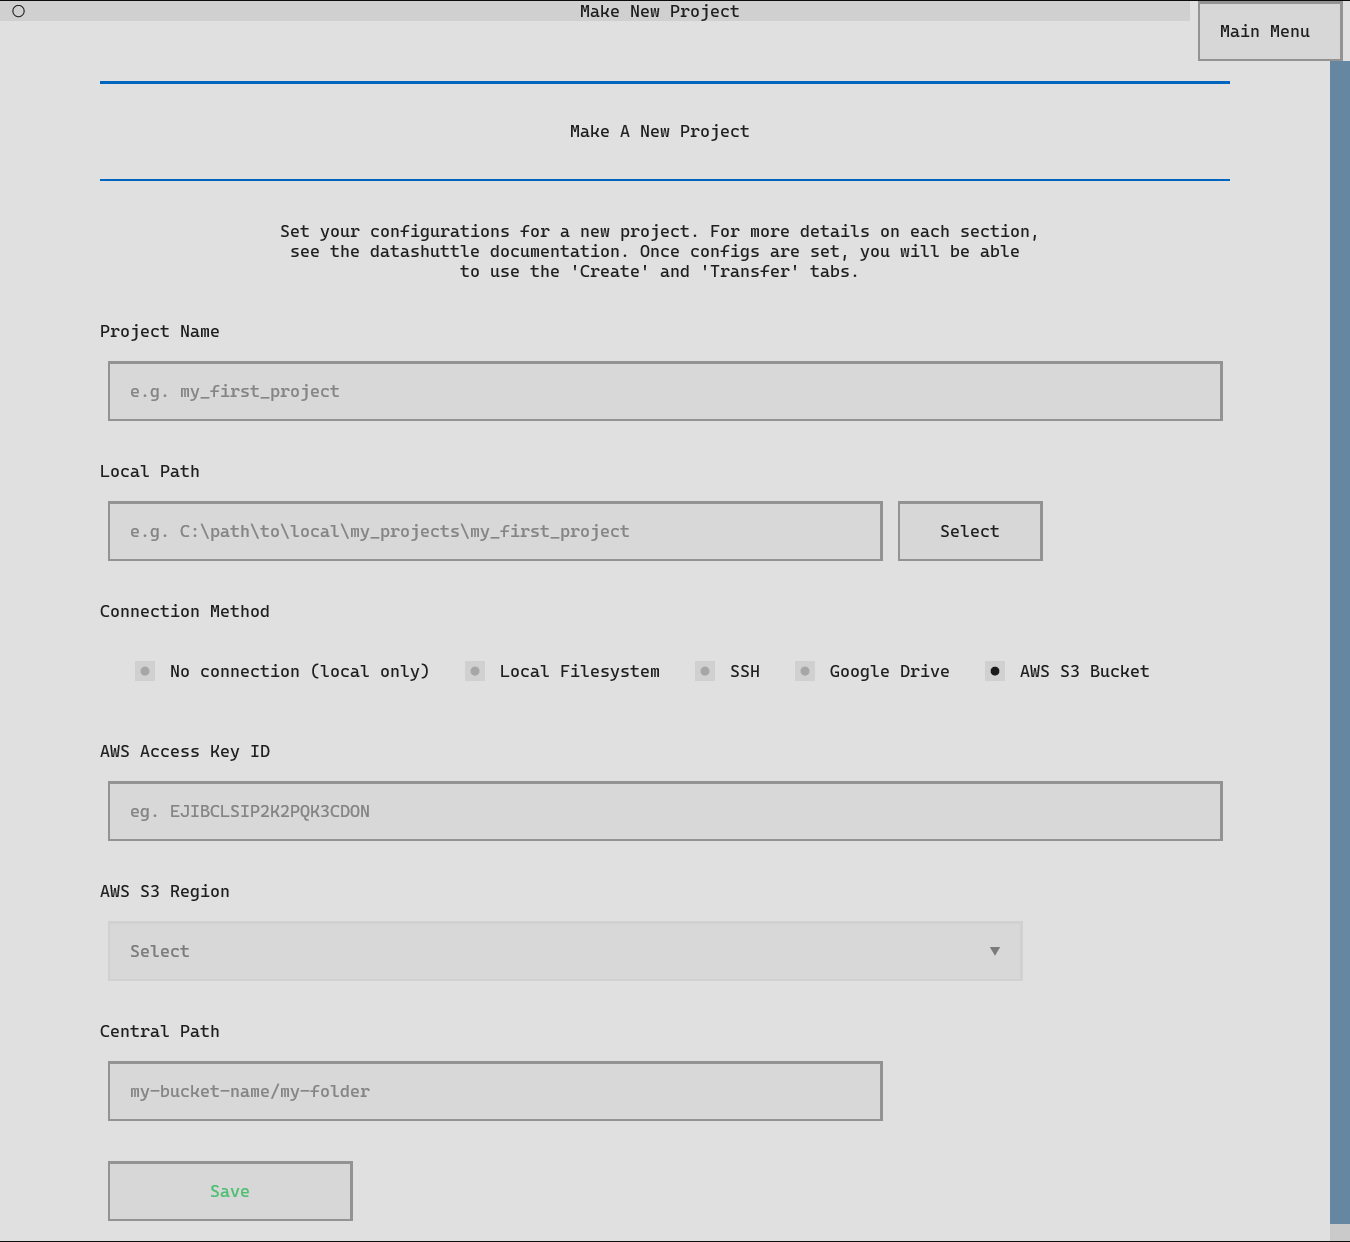 Make New Project
Main Menu
Make A New Project
Set your configurations for a new project. For more details on each section,
see the datashuttle documentation. Once configs are set, you will be able
to use the 'Create' and 'Transfer' tabs.
Project Name
e.g. my_first_project
Local Path
e.g. C:\path\to\local\my_projects\my_first_project
Select
Connection Method
No connection (local only) Local Filesystem SSH Google Drive AWS S3 Bucket
AWS Access Key ID
eg. EJIBCLSIP2K2PQK3CDON
AWS S3 Region
Select ▼
Central Path
my-bucket-name/my-folder
Save